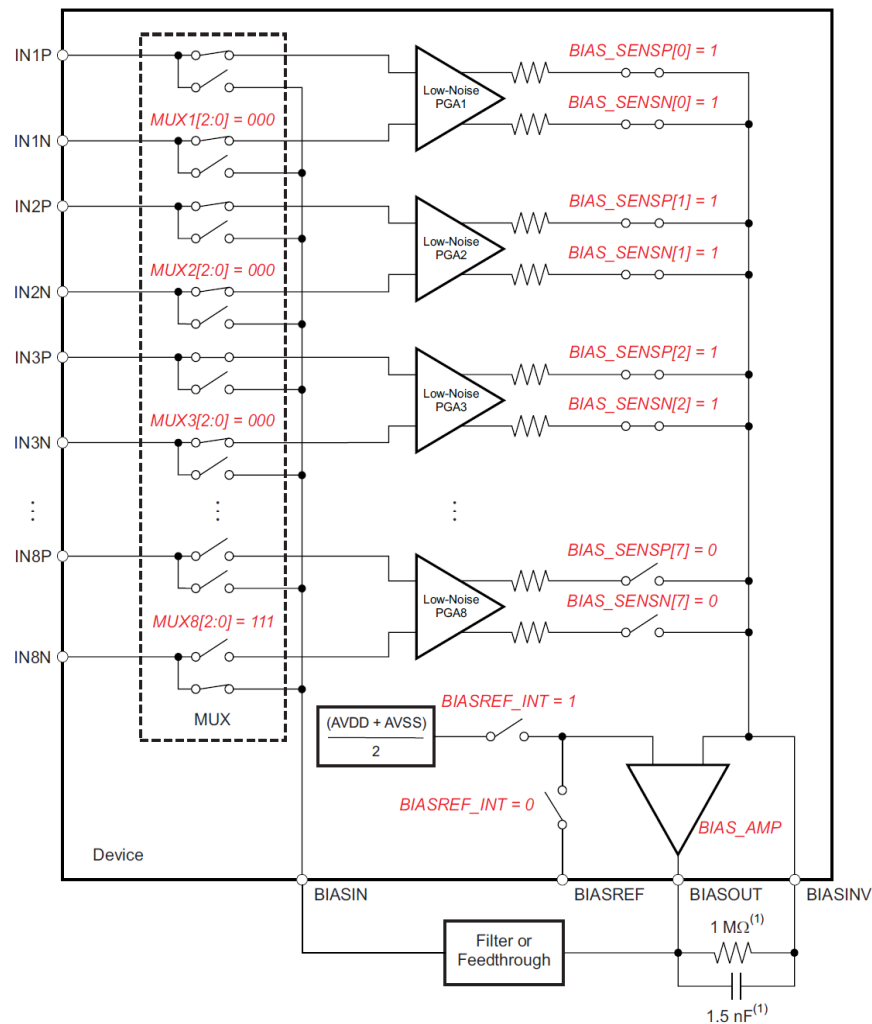 IN1P
BIAS_SENSP[0] = 1
Low-Noise
PGA1
BIAS_SENSN[0] = 1
MUX1[2:0] = 000
IN1N
IN2P
BIAS_SENSP[1] = 1
Low-Noise
PGA2
BIAS_SENSN[1] = 1
MUX2[2:0] = 000
IN2N
IN3P
BIAS_SENSP[2] = 1
Low-Noise
PGA3
BIAS_SENSN[2] = 1
MUX3[2:0] = 000
IN3N
IN8P
BIAS_SENSP[7] = 0
Low-Noise
PGA8
BIAS_SENSN[7] = 0
MUX8[2:0] = 111
IN8N
MUX
BIASREF_INT = 1
(AVDD + AVSS)
2
BIASREF_INT = 0
BIAS_AMP
Device
BIASIN
BIASREF
BIASOUT
BIASINV
1 MΩ(1)
Filter or
Feedthrough
1.5 nF(1)